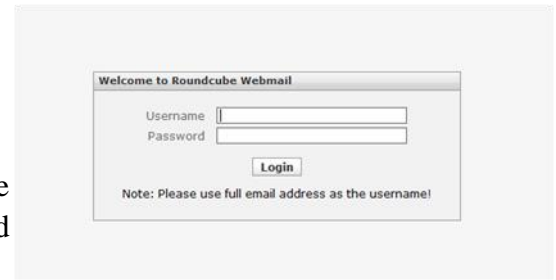 Welcome to Roundcube Webmail
Username
Password
Login
Note: Please use full email address as the username!